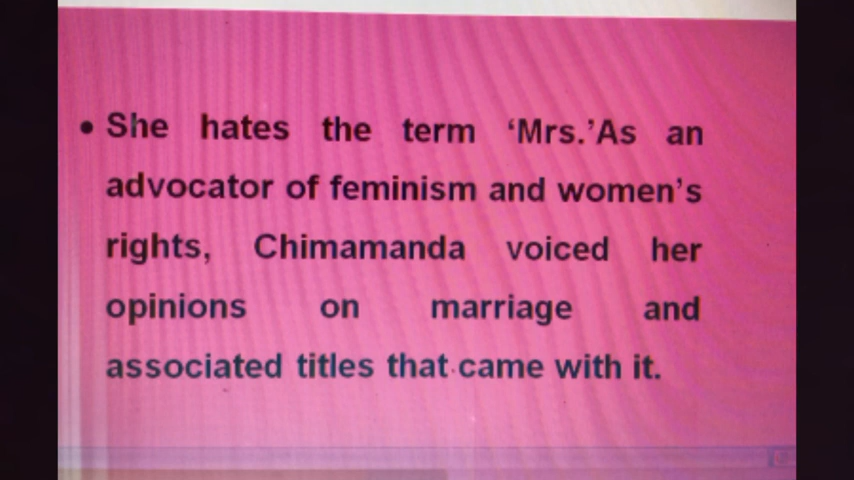 • She hates the term ‘Mrs.’As an
advocator of feminism and women’s
rights, Chimamanda voiced her
opinions on marriage and
associated titles that came with it.